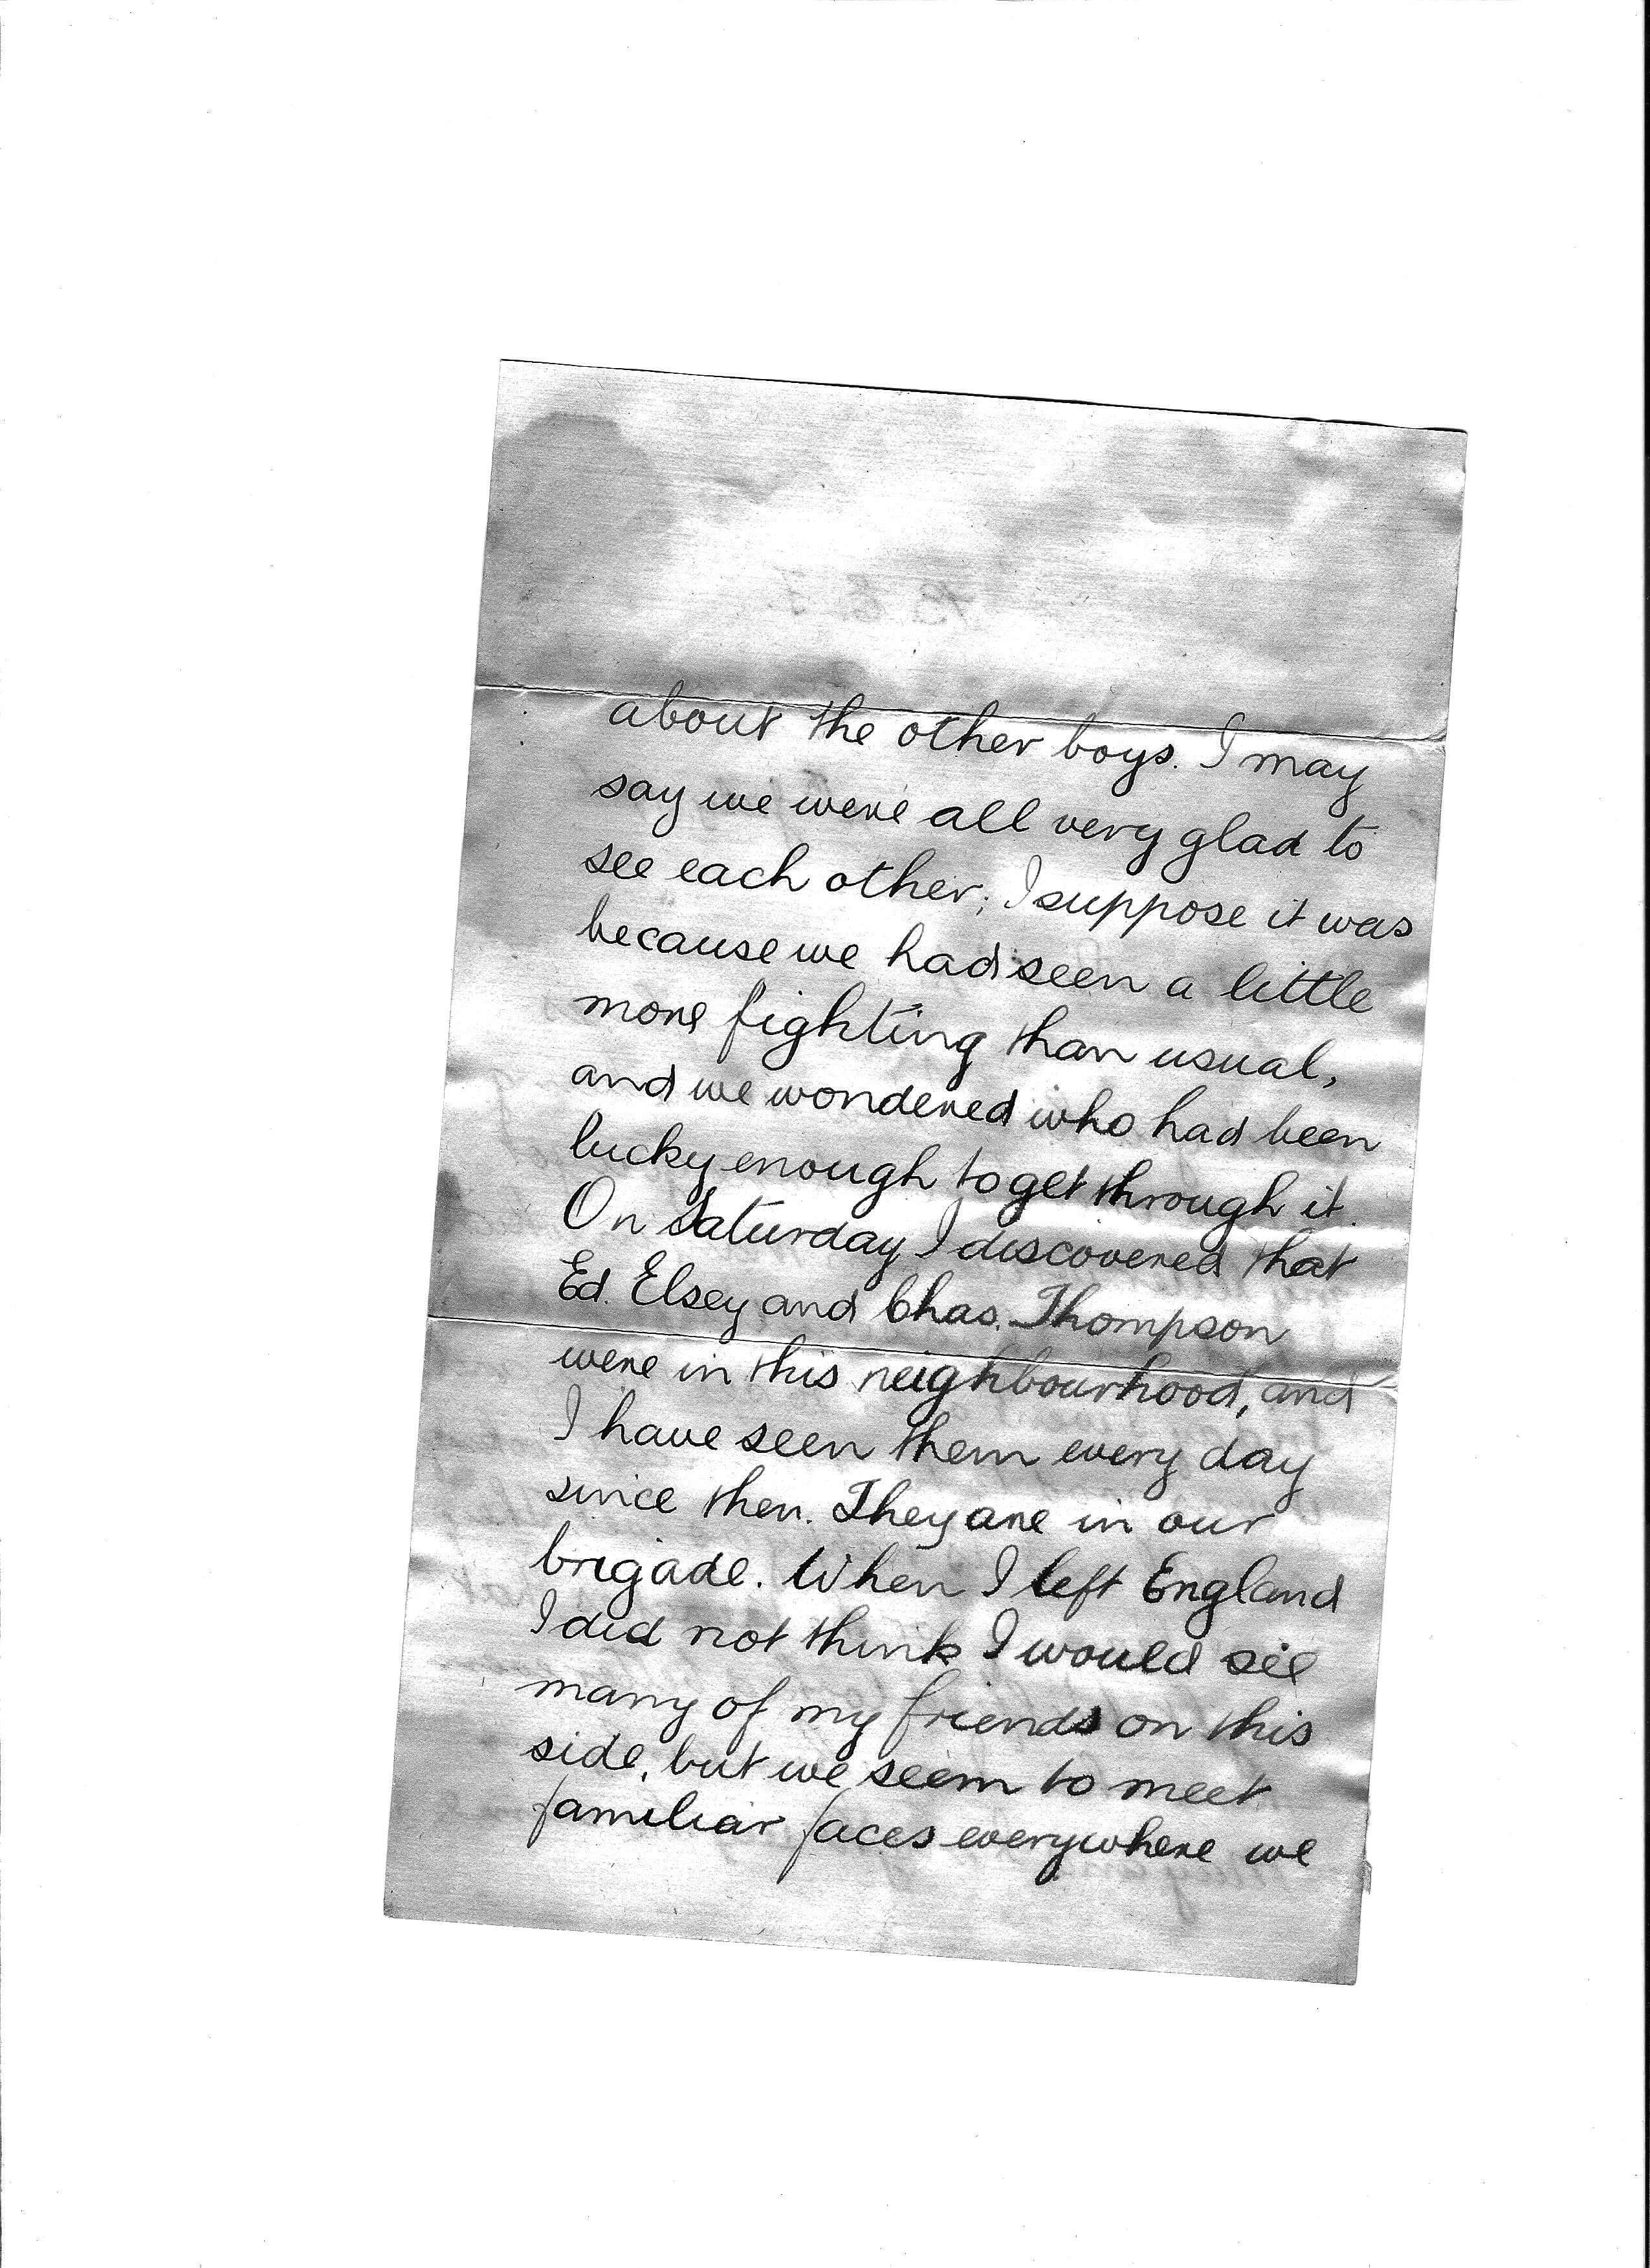 about the other boys. I may
say we were all very glad to
see each other; I suppose it was
because we had seen a little
more fighting than usual,
and we wondered who had been
lucky enough to get through it.
On Saturday I discovered that
Ed. Elsey and Chas. Thompson
were in this neighbourhood, and
I have seen them every day
since then. They are in our
brigade. When I left England
I did not think I would see
many of my friends on this
side, but we seem to meet
familiar faces everywhere we